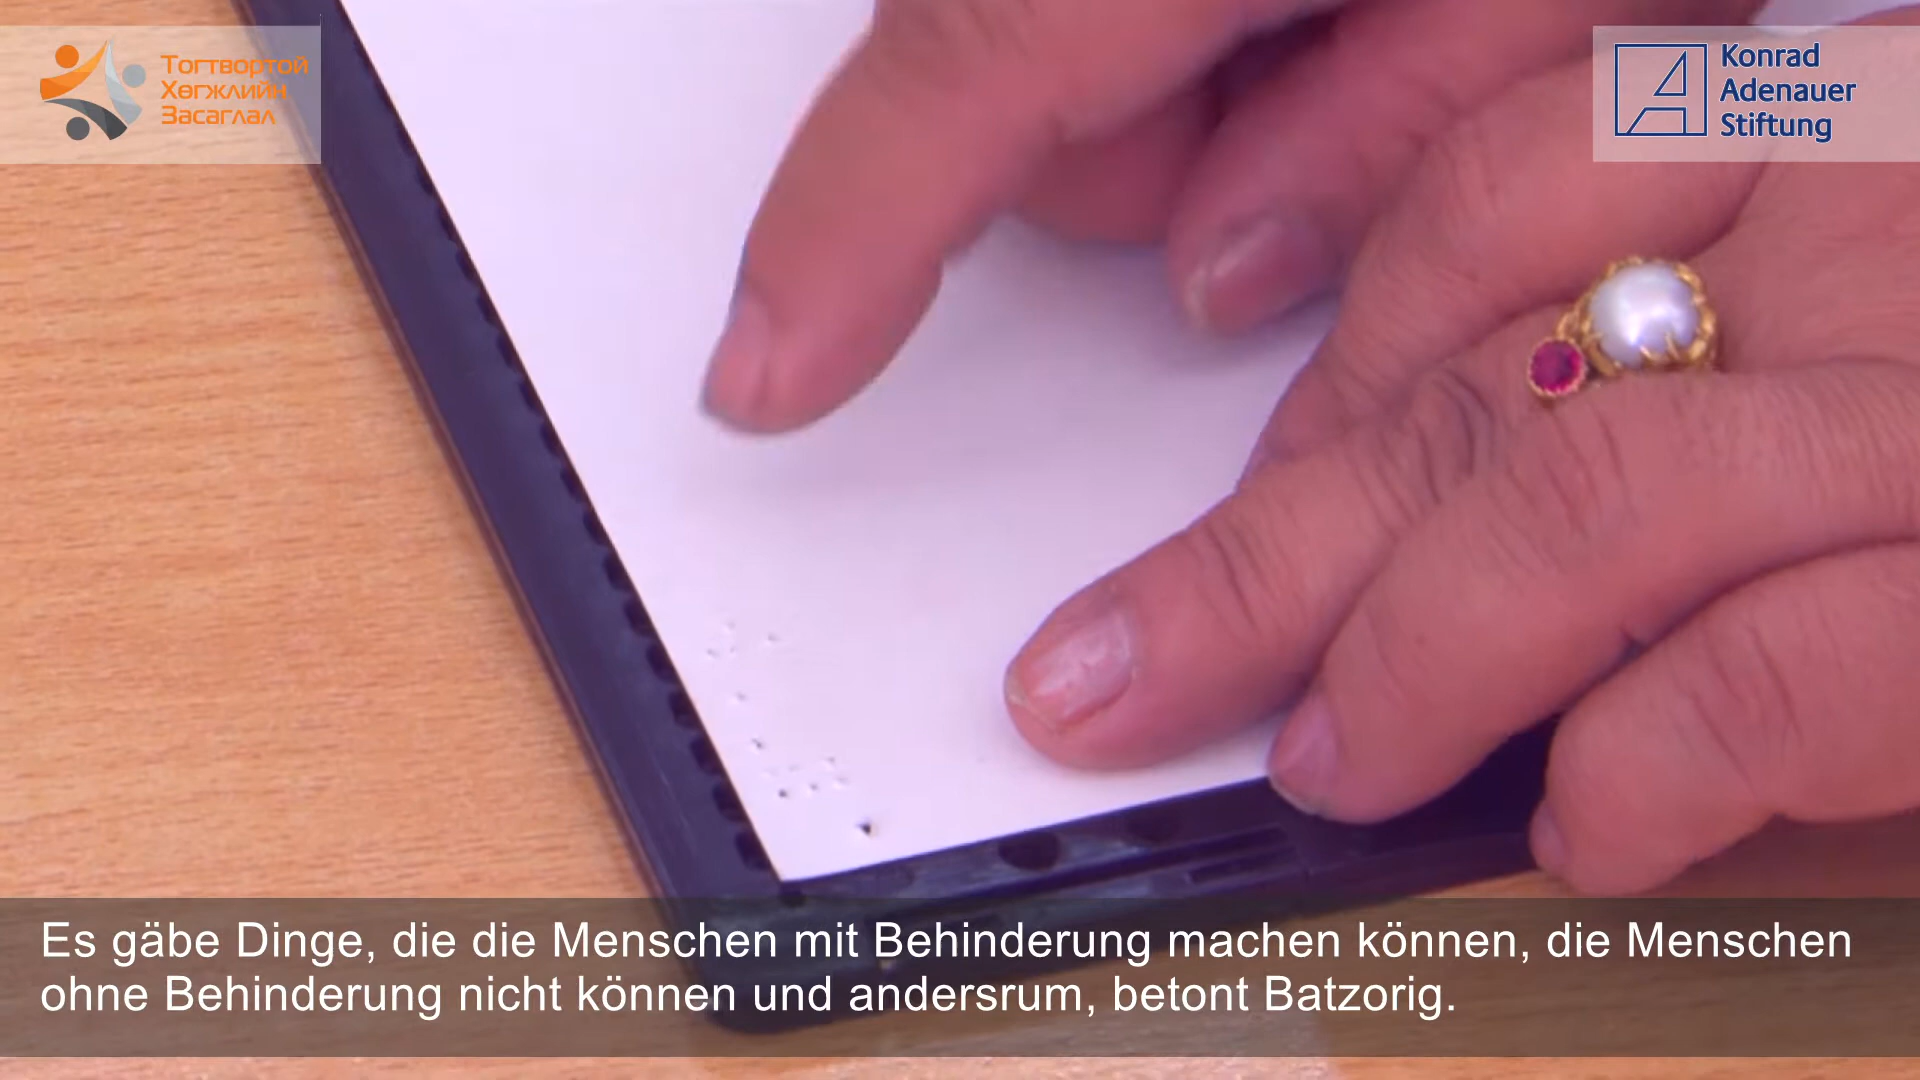 Тогтвортой
Хөгжлийн
Засаглал
Konrad
Adenauer
Stiftung
Es gäbe Dinge, die die Menschen mit Behinderung machen können, die Menschen
ohne Behinderung nicht können und andersrum, betont Batzorig.